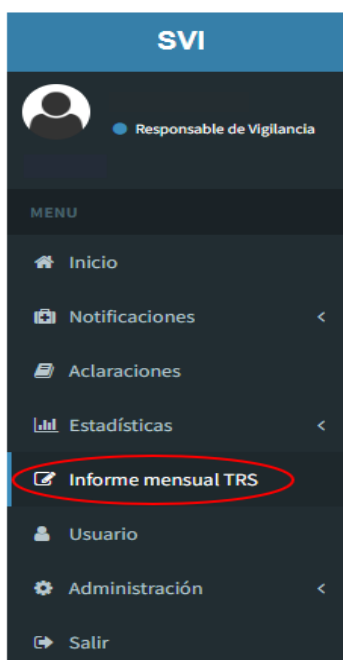 SVI
Responsable de Vigilancia
MENU
Inicio
Notificaciones
Aclaraciones
Estadísticas
Informe mensual TRS
Usuario
Administración
Salir